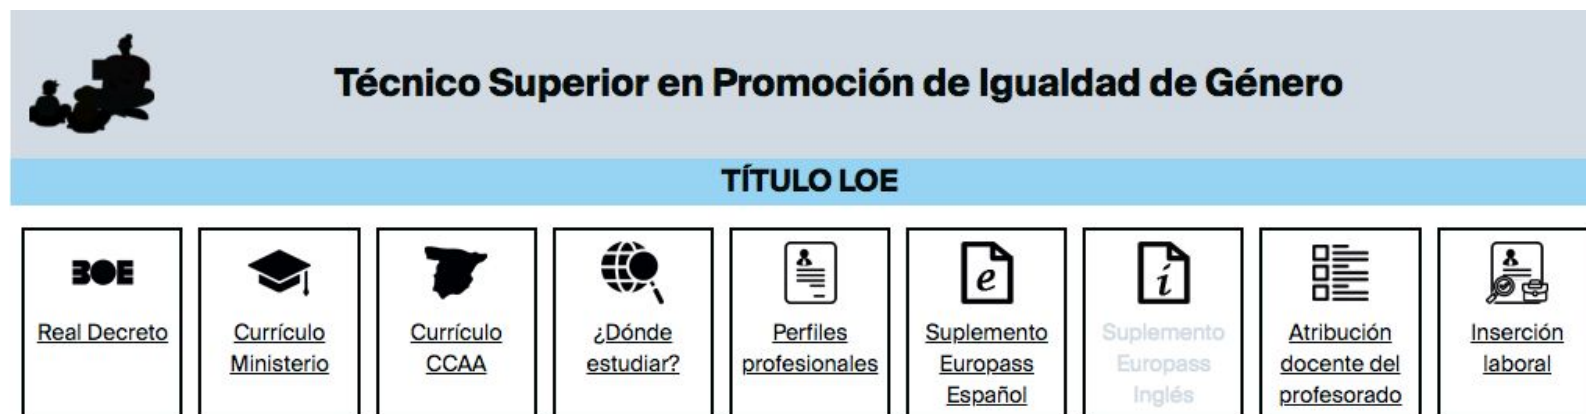 Técnico Superior en Promoción de Igualdad de Género
TÍTULO LOE
BOE
Real Decreto
Currículo
Ministerio
Currículo
CCAA
¿Dónde
estudiar?
Perfiles
profesionales
e
Suplemento
Europass
Español
i
Suplemento
Europass
Inglés
Atribución
docente del
profesorado
Inserción
laboral